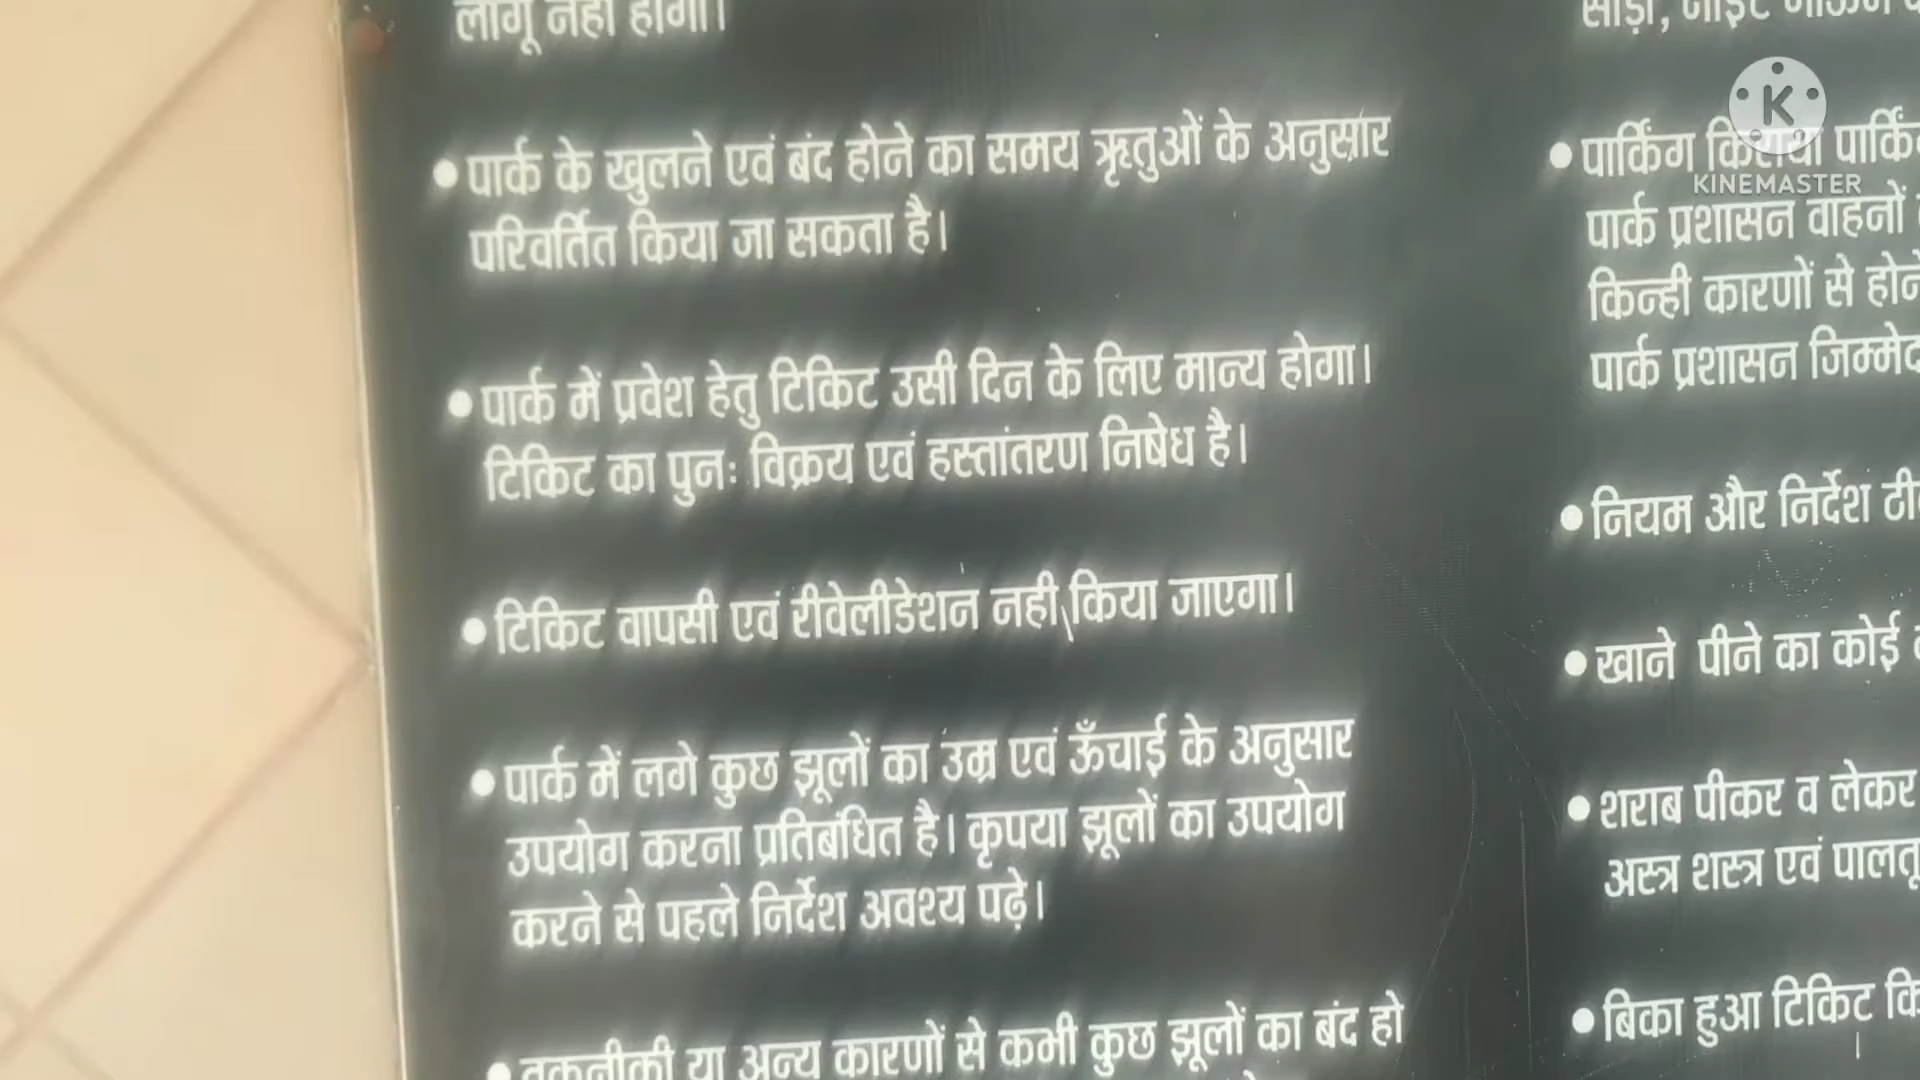 लागू नहीं होगा।
• पार्क के खुलने एवं बंद होने का समय ऋतुओं के अनुसार
परिवर्तित किया जा सकता है।
• पार्क में प्रवेश हेतु टिकिट उसी दिन के लिए मान्य होगा।
टिकिट का पुनः विक्रय एवं हस्तांतरण निषेध है।
• टिकिट वापसी एवं रीवेलीडेशन नही किया जाएगा।
• पार्क में लगे कुछ झूलों का उम्र एवं ऊँचाई के अनुसार
उपयोग करना प्रतिबंधित है। कृपया झूलों का उपयोग
करने से पहले निर्देश अवश्य पढ़े।
• तकनीकी या अन्य कारणों से कभी कुछ झूलों का बंद हो
साड़ी, नाईट
• पार्किंग किराया
पार्क प्रशासन वाहनों
किन्ही कारणों से होने
पार्क प्रशासन
• नियम और निर्देश
• खाने पीने का कोई
• शराब पीकर व लेकर
अस्त्र शस्त्र एवं पालतू
• बिका हुआ टिकिट
K
KINEMASTER